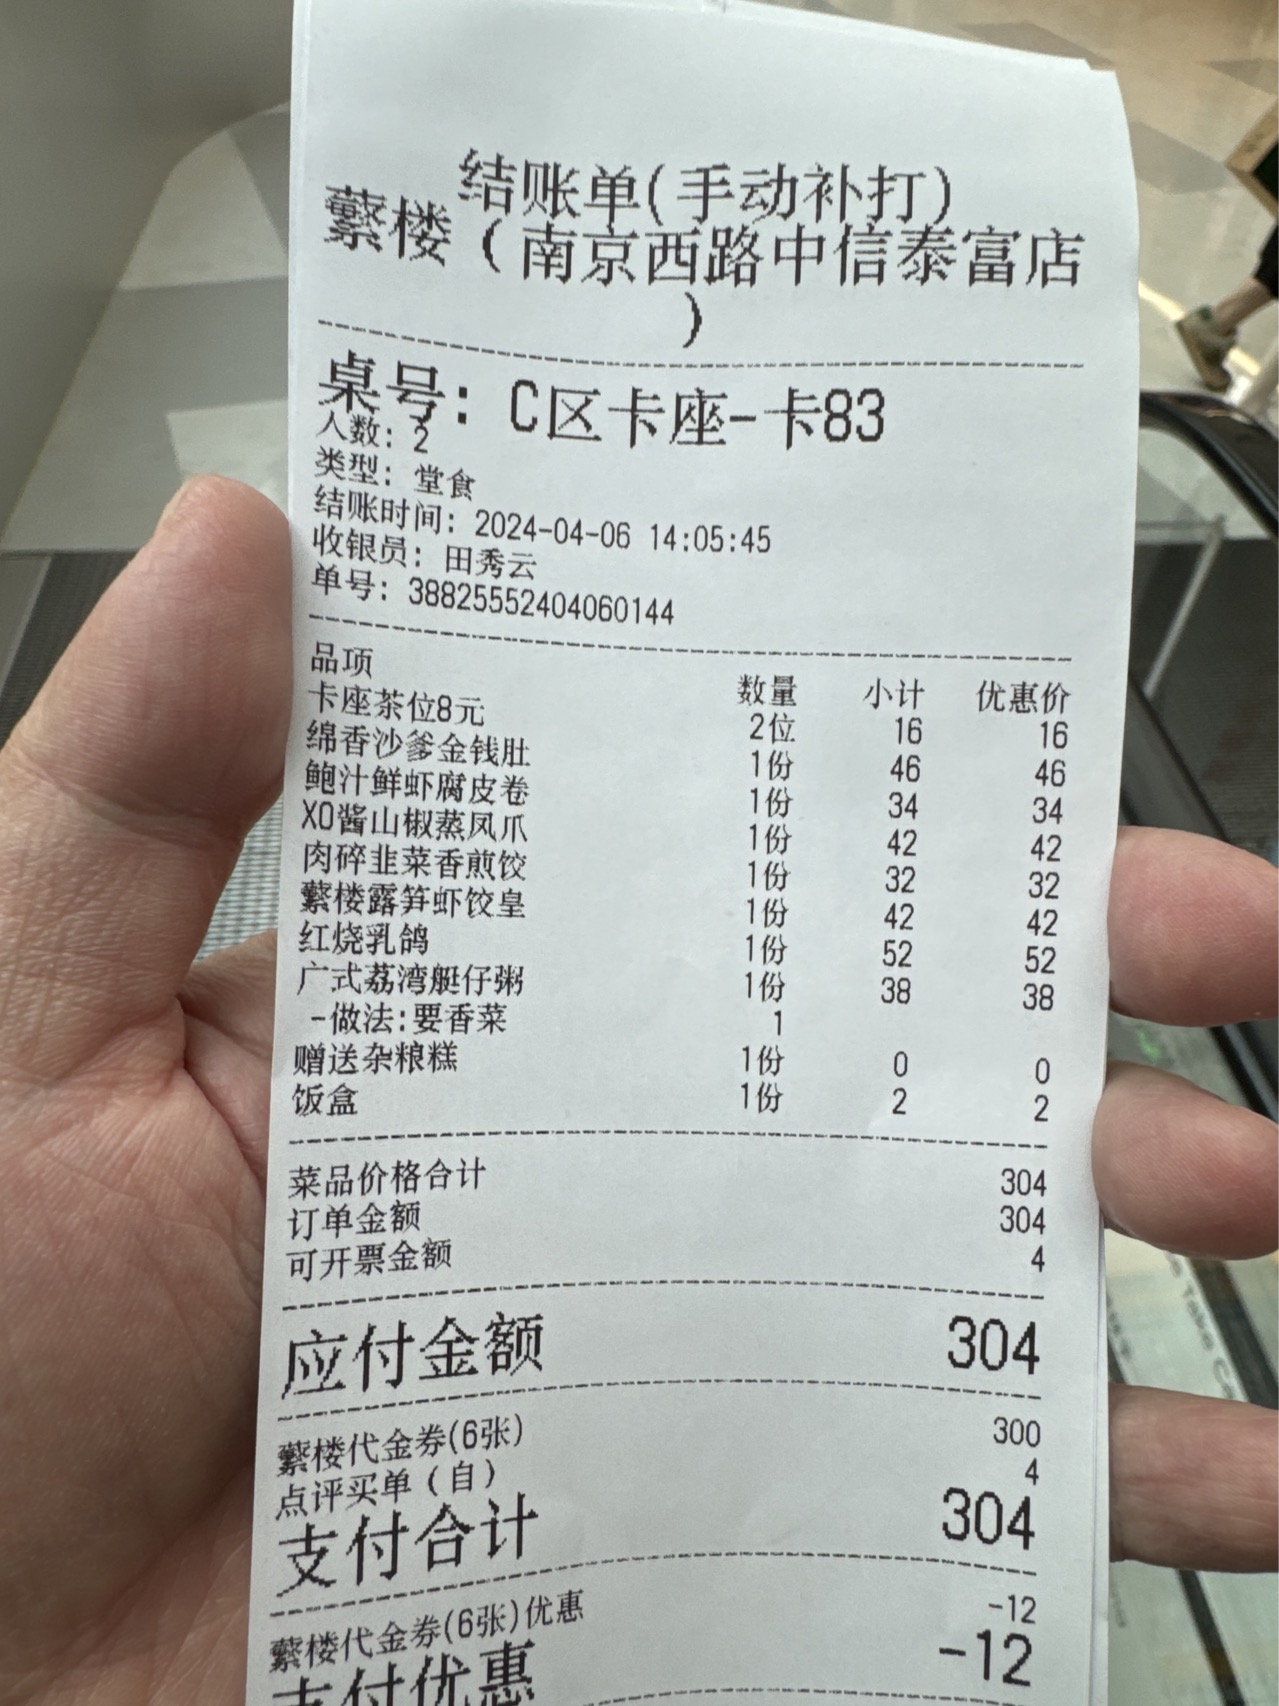 结账单(手动补打)
蘩楼（南京西路中信泰富店
）
桌号: C区卡座-卡83
人数: 2
类型: 堂食
结账时间: 2024-04-06 14:05:45
收银员: 田秀云
单号: 38825552404060144
品项 数量 小计 优惠价
卡座茶位8元 2位 16 16
绵香沙爹金钱肚 1份 46 46
鲍汁鲜虾腐皮卷 1份 34 34
XO酱山椒蒸凤爪 1份 42 42
肉碎韭菜香煎饺 1份 32 32
蘩楼露笋虾饺皇 1份 42 42
红烧乳鸽 1份 52 52
广式荔湾艇仔粥 1份 38 38
-做法:要香菜 1
赠送杂粮糕 1份 0 0
饭盒 1份 2 2
菜品价格合计 304
订单金额 304
可开票金额 4
应付金额 304
蘩楼代金券(6张) 300
点评买单（自） 4
支付合计 304
蘩楼代金券(6张)优惠 -12
支付优惠 -12
Take